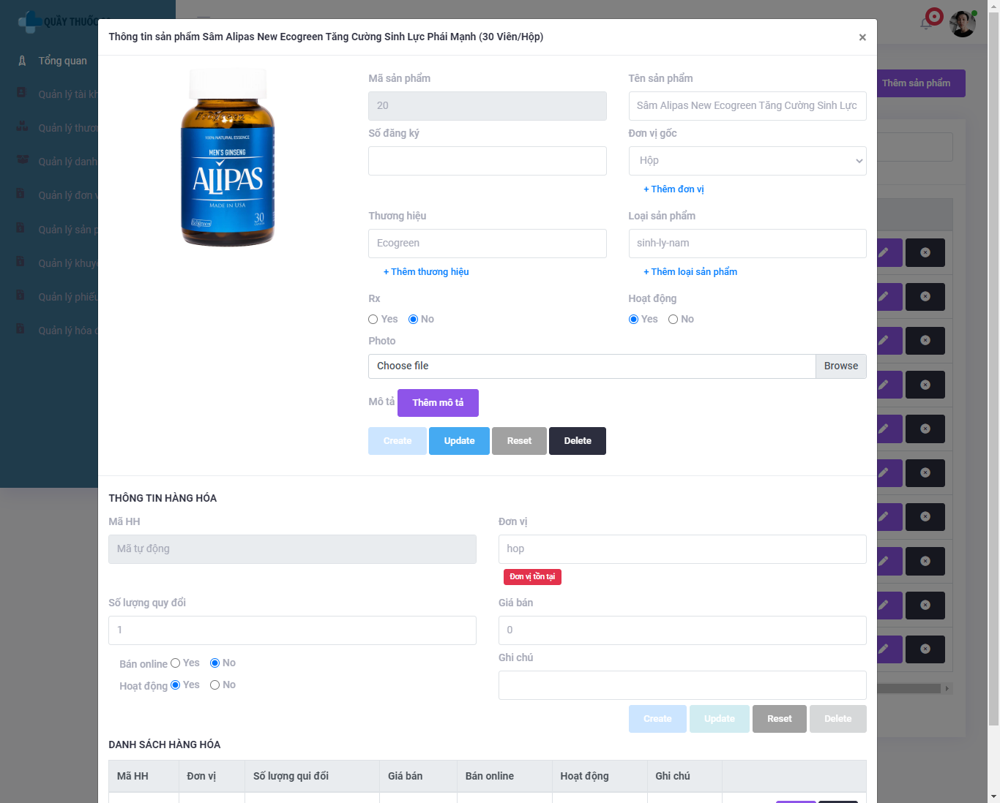 QUẦY THUỐC
Thông tin sản phẩm Sâm Alipas New Ecogreen Tăng Cường Sinh Lực Phái Mạnh (30 Viên/Hộp)
×
Tổng quan
Quản lý tài kh
Quản lý thươn
Quản lý danh
Quản lý đơn v
Quản lý sản p
Quản lý khuyế
Quản lý phiếu
Quản lý hóa đ
Thêm sản phẩm
100% NATURAL ESSENCE
MEN'S GINSENG
ALIPAS
MADE IN USA
Ecogreen
30
Mã sản phẩm
Tên sản phẩm
20
Sâm Alipas New Ecogreen Tăng Cường Sinh Lực
Số đăng ký
Đơn vị gốc
Hộp
+ Thêm đơn vị
Thương hiệu
Loại sản phẩm
Ecogreen
sinh-ly-nam
+ Thêm thương hiệu
+ Thêm loại sản phẩm
Rx
Hoạt động
Yes No
Yes No
Photo
Choose file
Browse
Mô tả Thêm mô tả
Create Update Reset Delete
THÔNG TIN HÀNG HÓA
Mã HH
Đơn vị
Mã tự động
hop
Đơn vị tồn tại
Số lượng quy đổi
Giá bán
1
0
Bán online Yes No
Ghi chú
Hoạt động Yes No
Create Update Reset Delete
DANH SÁCH HÀNG HÓA
Mã HH Đơn vị Số lượng qui đổi Giá bán Bán online Hoạt động Ghi chú